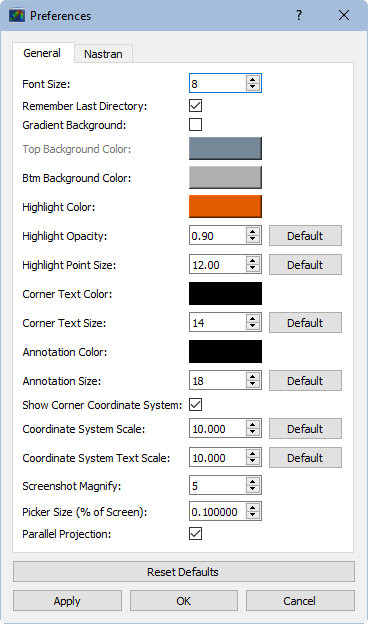 Preferences ?
General Nastran
Font Size: 8
Remember Last Directory:
Gradient Background:
Top Background Color:
Btm Background Color:
Highlight Color:
Highlight Opacity: 0.90 Default
Highlight Point Size: 12.00 Default
Corner Text Color:
Corner Text Size: 14 Default
Annotation Color:
Annotation Size: 18 Default
Show Corner Coordinate System:
Coordinate System Scale: 10.000 Default
Coordinate System Text Scale: 10.000 Default
Screenshot Magnify: 5
Picker Size (% of Screen): 0.100000
Parallel Projection:
Reset Defaults
Apply OK Cancel